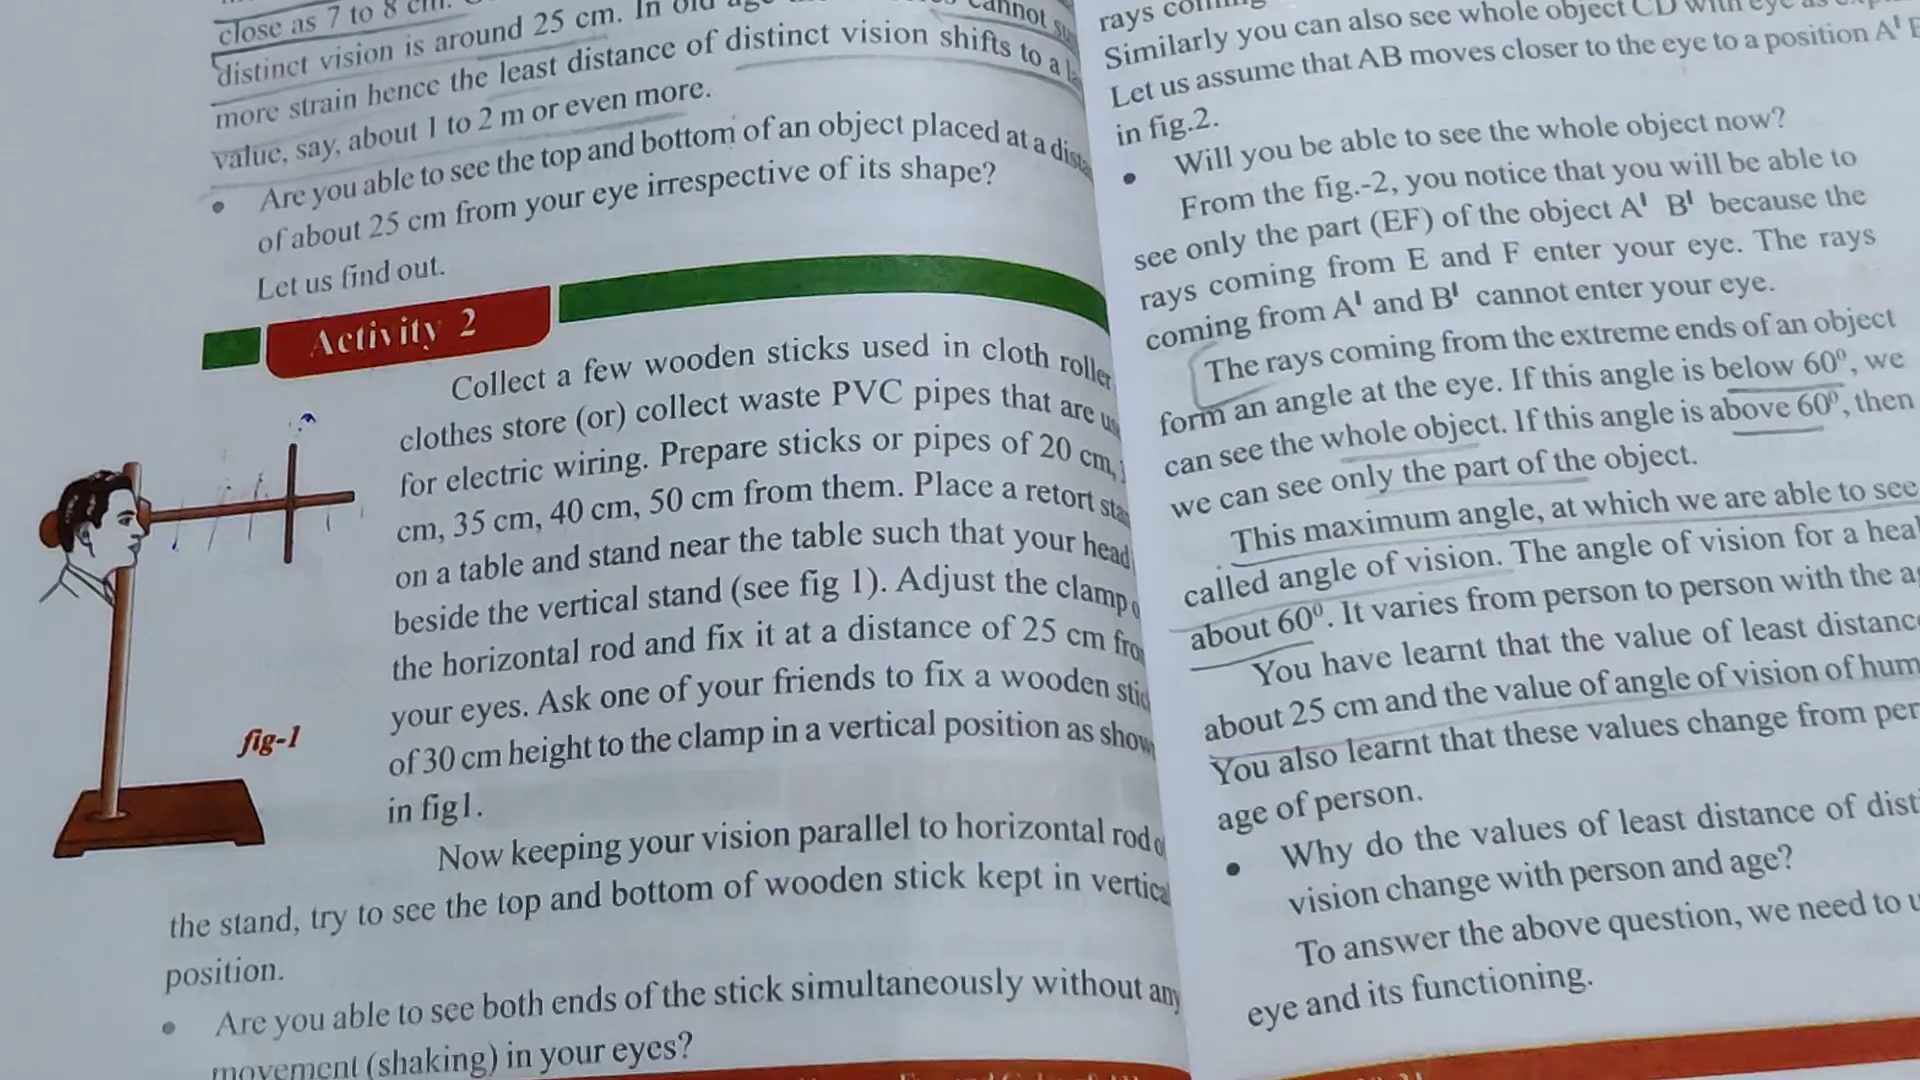 close as 7 to 8 cm.
distinct vision is around 25 cm. In old
more strain hence the least distance of distinct vision shifts to a
value, say, about 1 to 2 m or even more.
• Are you able to see the top and bottom of an object placed at a
of about 25 cm from your eye irrespective of its shape?
Let us find out.
Activity 2
Collect a few wooden sticks used in cloth roller
clothes store (or) collect waste PVC pipes that are
for electric wiring. Prepare sticks or pipes of 20 cm,
cm, 35 cm, 40 cm, 50 cm from them. Place a retort
on a table and stand near the table such that your head
beside the vertical stand (see fig 1). Adjust the clamp
the horizontal rod and fix it at a distance of 25 cm
your eyes. Ask one of your friends to fix a wooden
of 30 cm height to the clamp in a vertical position as
in fig1.
fig-1
Now keeping your vision parallel to horizontal rod
the stand, try to see the top and bottom of wooden stick kept in
position.
• Are you able to see both ends of the stick simultaneously without any
movement (shaking) in your eyes?
rays
Similarly you can also see whole object CD with eye as
Let us assume that AB moves closer to the eye to a position A'
in fig.2.
• Will you be able to see the whole object now?
From the fig.-2, you notice that you will be able to
see only the part (EF) of the object A' B' because the
rays coming from E and F enter your eye. The rays
coming from A' and B' cannot enter your eye.
The rays coming from the extreme ends of an object
form an angle at the eye. If this angle is below 60⁰, we
can see the whole object. If this angle is above 60⁰, then
we can see only the part of the object.
This maximum angle, at which we are able to see
called angle of vision. The angle of vision for a
about 60⁰. It varies from person to person with the
You have learnt that the value of least
about 25 cm and the value of angle of vision of
You also learnt that these values change from
age of person.
• Why do the values of least distance of
vision change with person and age?
To answer the above question, we need to
eye and its functioning.